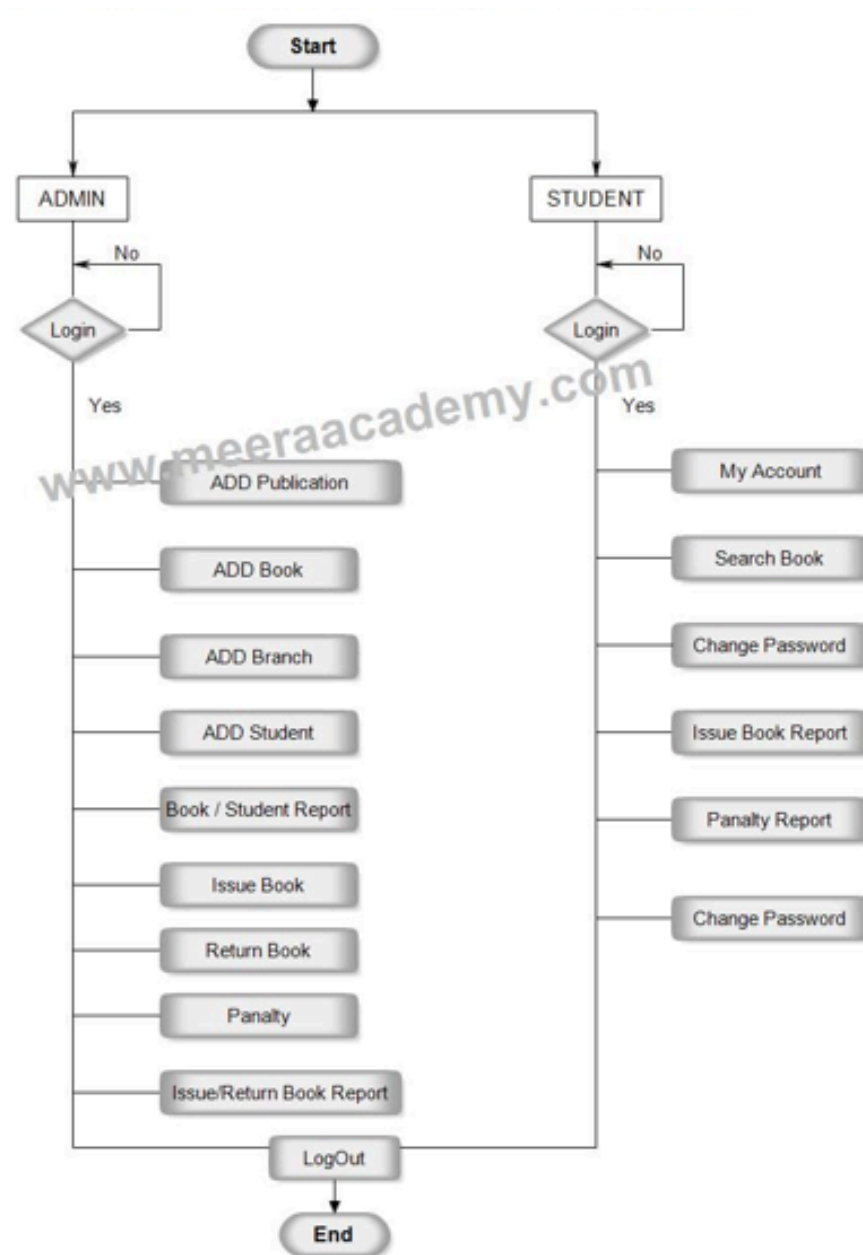 Start
ADMIN
STUDENT
No
No
Login
Login
Yes
Yes
www.meeraacademy.com
ADD Publication
ADD Book
ADD Branch
ADD Student
Book / Student Report
Issue Book
Return Book
Panalty
Issue/Return Book Report
My Account
Search Book
Change Password
Issue Book Report
Panalty Report
Change Password
LogOut
End